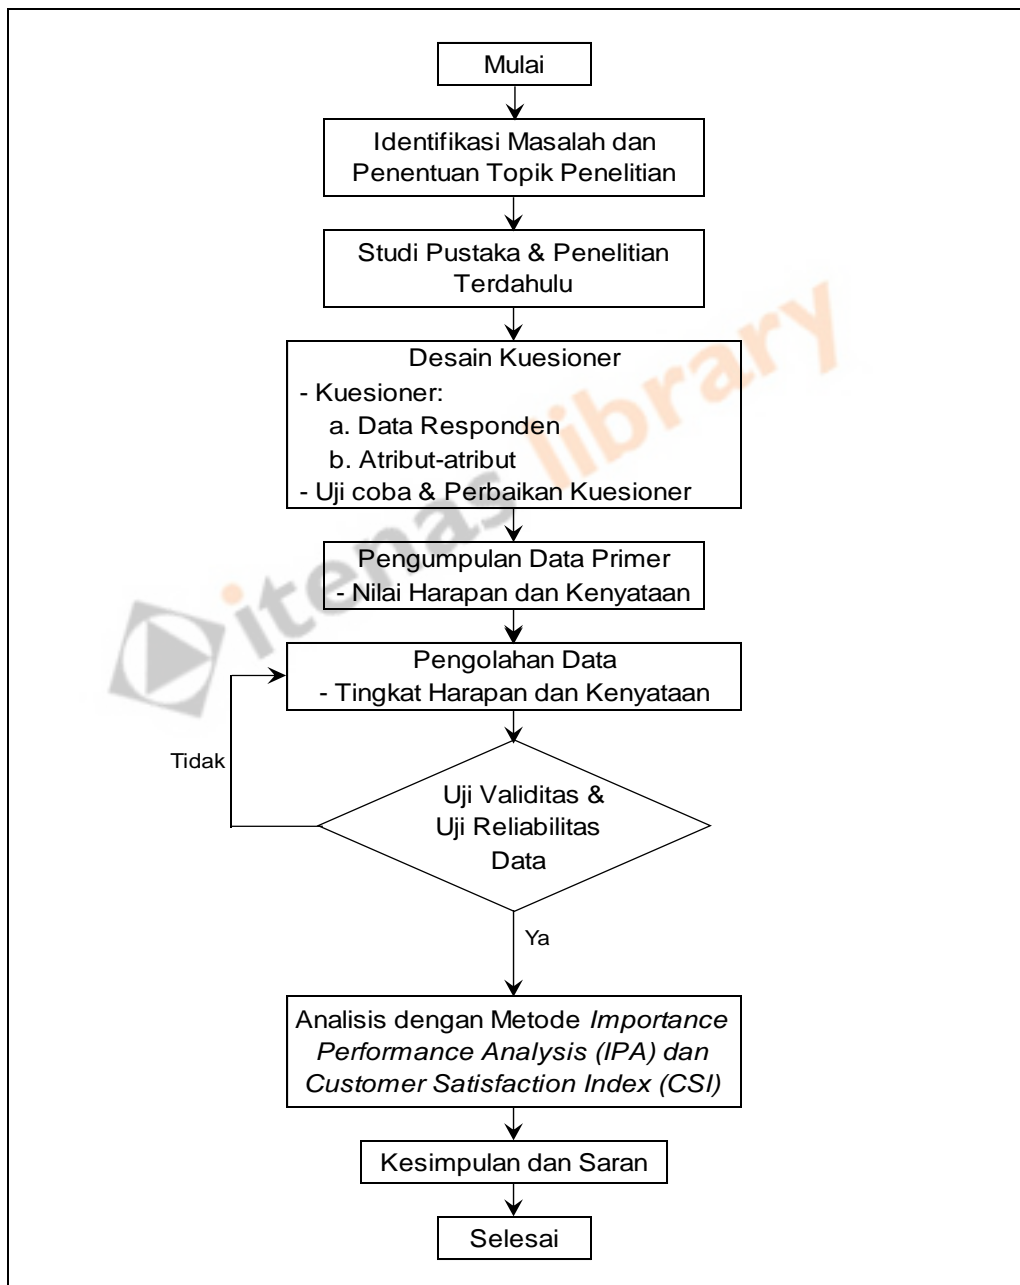 Mulai
Identifikasi Masalah dan
Penentuan Topik Penelitian
Studi Pustaka & Penelitian
Terdahulu
Desain Kuesioner
- Kuesioner:
a. Data Responden
b. Atribut-atribut
- Uji coba & Perbaikan Kuesioner
Pengumpulan Data Primer
- Nilai Harapan dan Kenyataan
Pengolahan Data
- Tingkat Harapan dan Kenyataan
Tidak
Uji Validitas &
Uji Reliabilitas
Data
Ya
Analisis dengan Metode Importance
Performance Analysis (IPA) dan
Customer Satisfaction Index (CSI)
Kesimpulan dan Saran
Selesai
itenas library